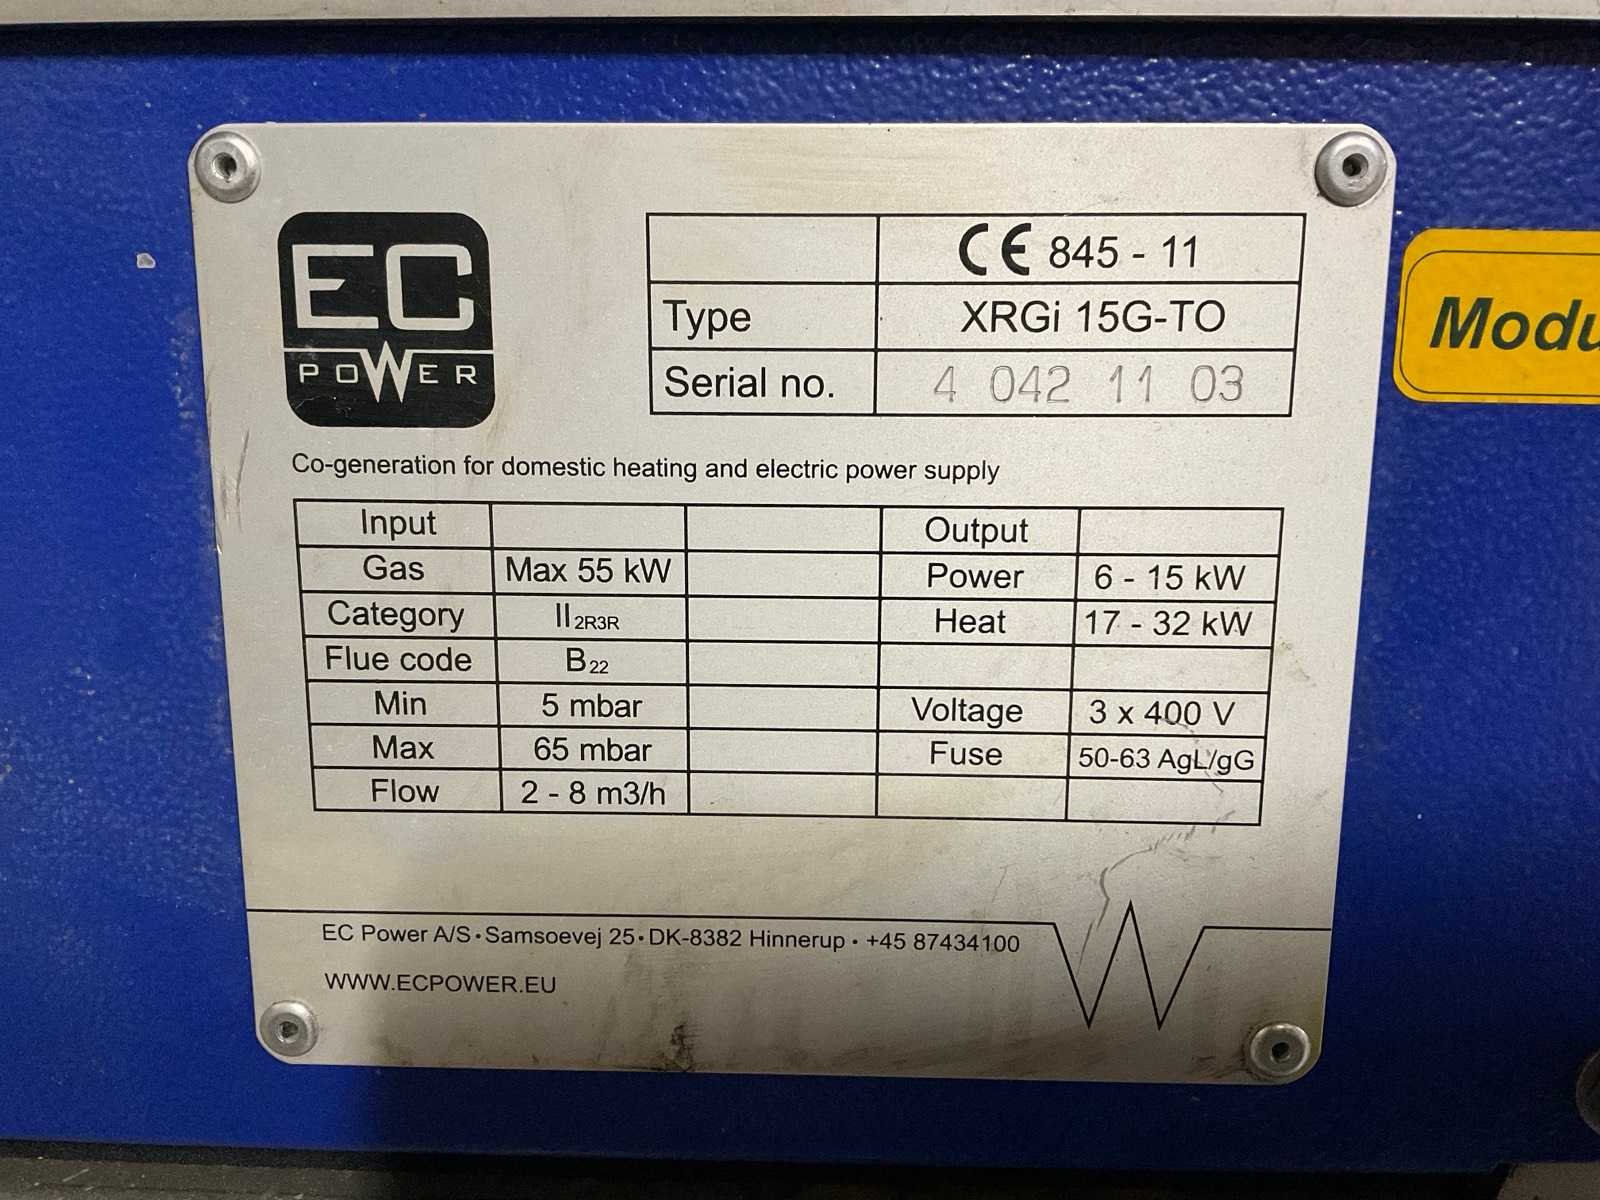 EC
POWER
CE 845 - 11
Type XRGi 15G-TO
Serial no. 4 042 11 03
Modu
Co-generation for domestic heating and electric power supply
Input Output
Gas Max 55 kW Power 6 - 15 kW
Category II2R3R Heat 17 - 32 kW
Flue code B22
Min 5 mbar Voltage 3 x 400 V
Max 65 mbar Fuse 50-63 AgL/gG
Flow 2 - 8 m3/h
EC Power A/S • Samsoevej 25 • DK-8382 Hinnerup • +45 87434100
WWW.ECPOWER.EU